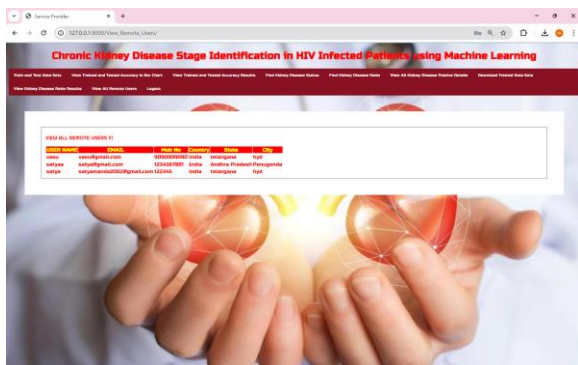 Service Provider
127.0.0.1:8000/View_Remote_Users/
Chronic Kidney Disease Stage Identification in HIV Infected Patients using Machine Learning
Train and Test Data Sets View Trained and Tested Accuracy in Bar Chart View Trained and Tested Accuracy Results Find Kidney Disease Status Find Kidney Disease Ratio View All Kidney Disease Positive Details Download Trained Data Sets
View Kidney Disease Ratio Results View All Remote Users Logout
VIEW ALL REMOTE USERS !!!
USER NAME EMAIL Mob No Country State City
vasu vasu@gmail.com 9090909090 India telangana hyd
satyaa satya@gmail.com 1234567891 India Andhra Pradesh Penugonda
satya satyananda2002@gmail.com 122345 india telangana hyd